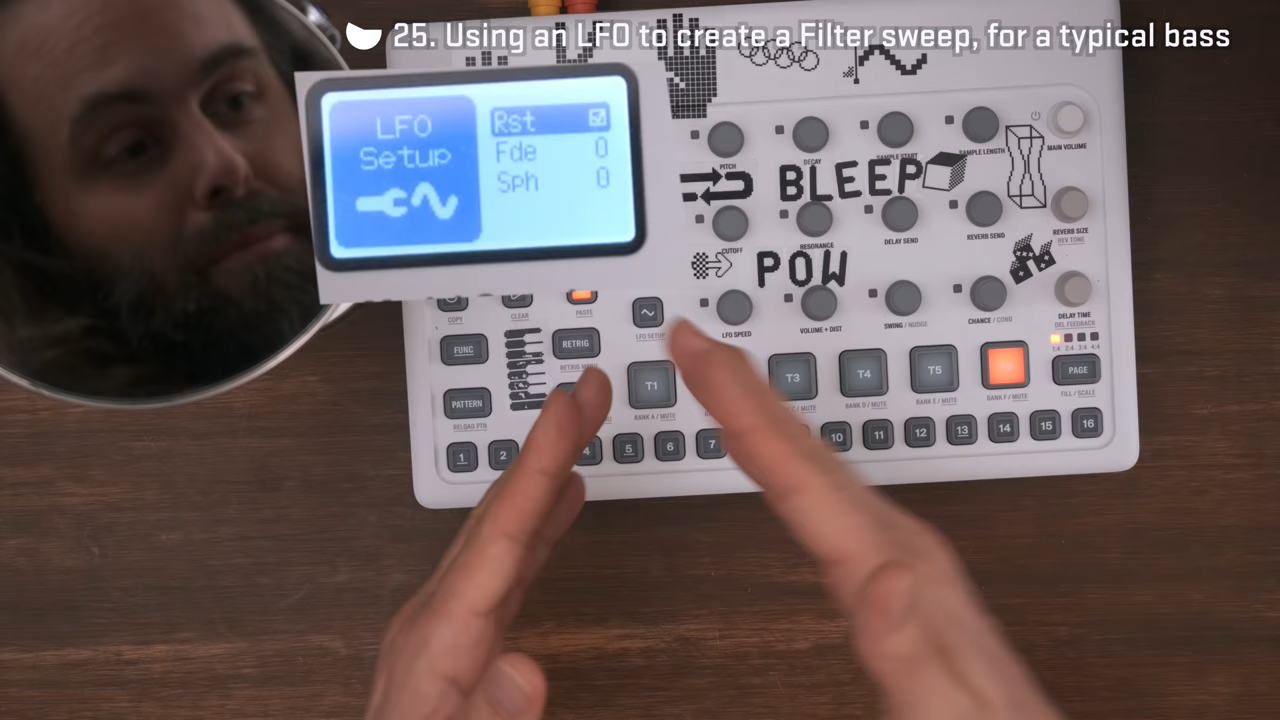 25. Using an LFO to create a Filter sweep, for a typical bass
LFO
Setup
Rst
Fde 0
Sph 0
PITCH
DECAY
SAMPLE START
SAMPLE LENGTH
MAIN VOLUME
BLEEP
CUTOFF
RESONANCE
DELAY SEND
REVERB SEND
REVERB SIZE
REV TONE
POW
LFO SPEED
VOLUME + DIST
SWING / NUDGE
CHANCE / COND
DELAY TIME
DEL FEEDBACK
1:4 2:4 3:4 4:4
COPY
CLEAR
PASTE
LFO SETUP
FUNC
RETRIG
RETRIG MENU
PATTERN
RELOAD PTN
T1
T3
T4
T5
PAGE
BANK A / MUTE
BANK D / MUTE
BANK E / MUTE
BANK F / MUTE
FILL / SCALE
1 2 4 5 6 7 10 11 12 13 14 15 16